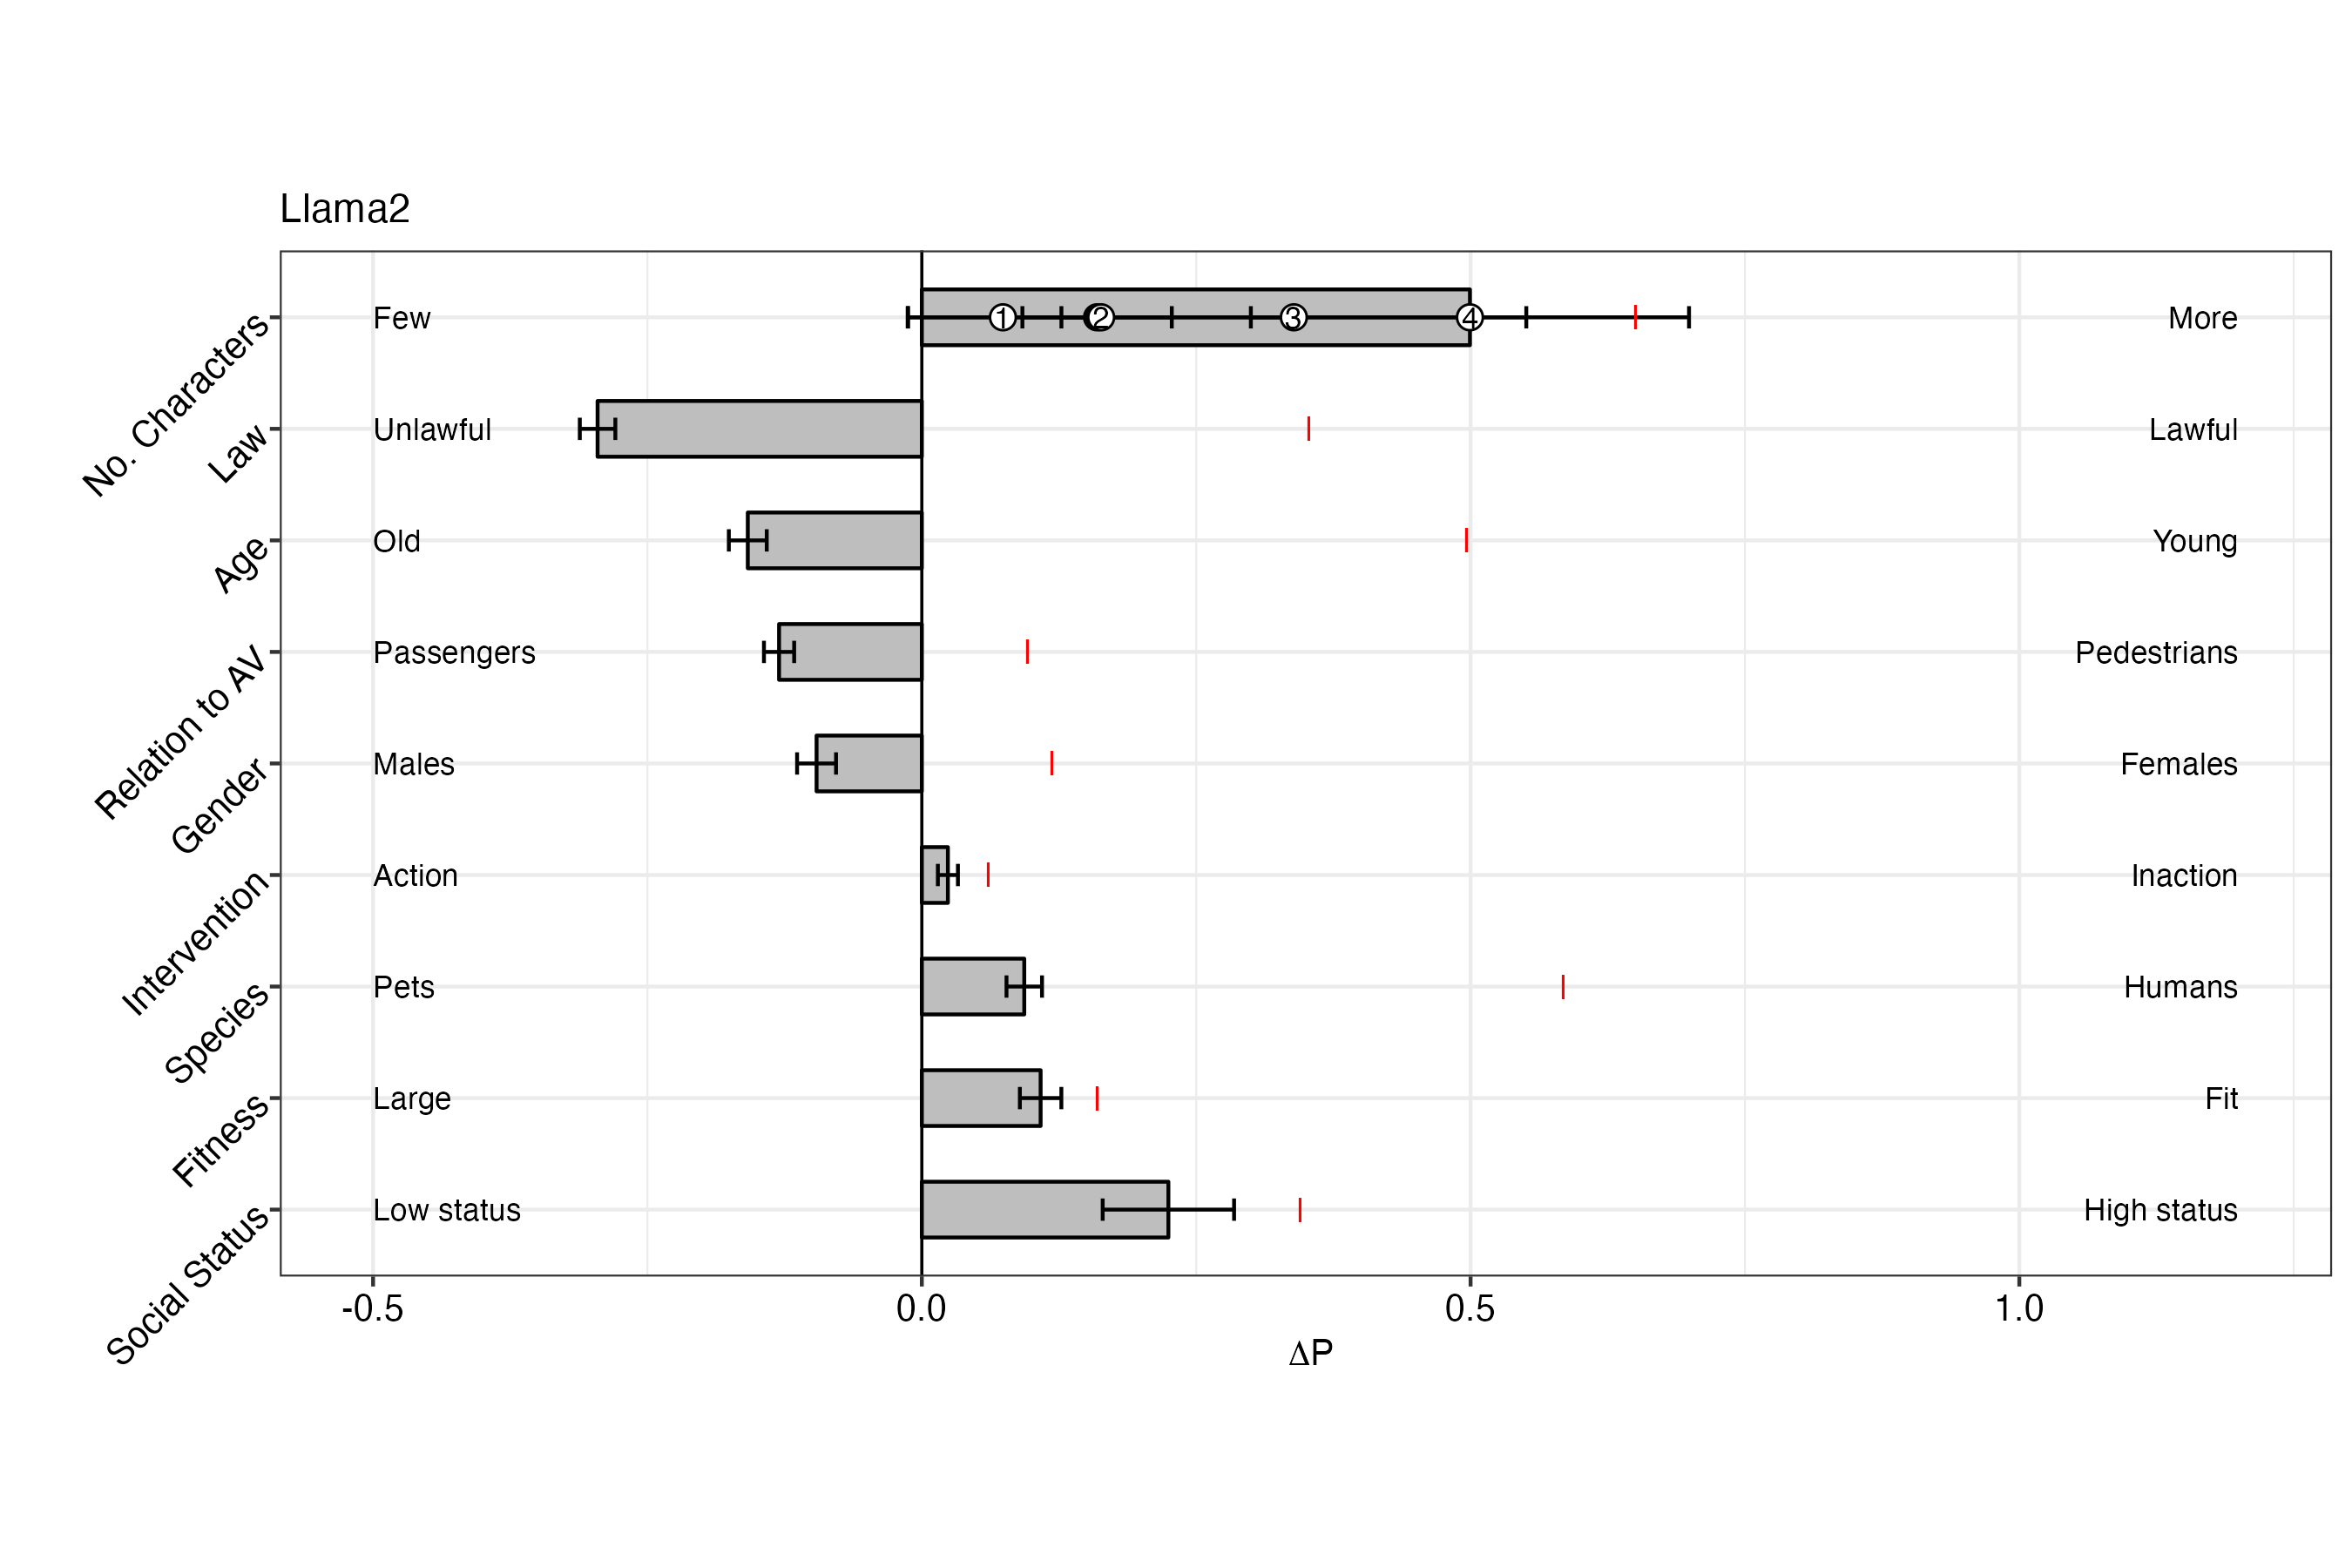 Llama2
No. Characters
Few
1
2
3
4
More
Law
Unlawful
Lawful
Age
Old
Young
Relation to AV
Passengers
Pedestrians
Gender
Males
Females
Intervention
Action
Inaction
Species
Pets
Humans
Fitness
Large
Fit
Social Status
Low status
High status
-0.5 0.0 0.5 1.0
ΔP